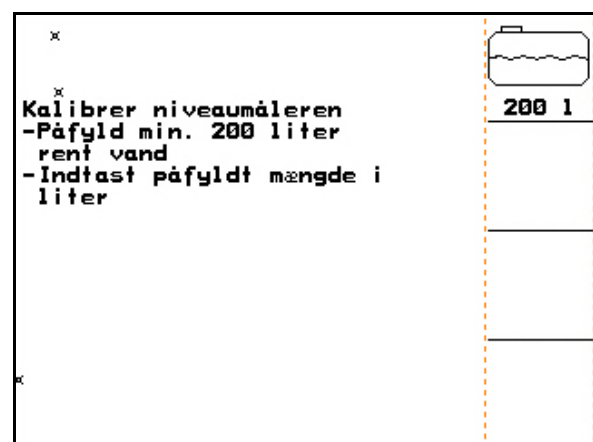 Kalibrer niveaumåleren
-Påfyld min. 200 liter
rent vand
-Indtast påfyldt mængde i
liter
200 l